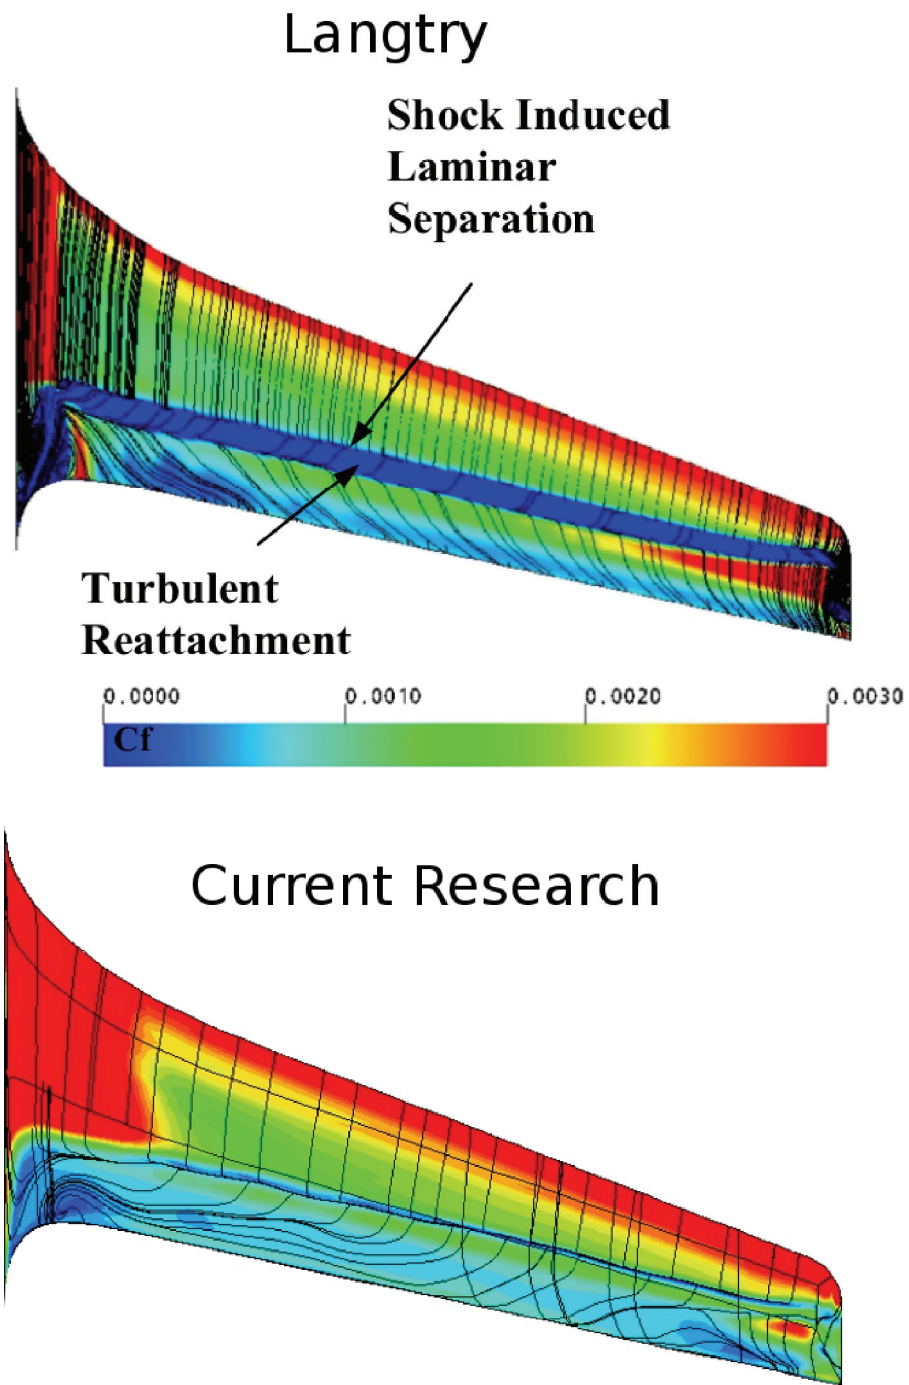 Langtry
Shock Induced
Laminar
Separation
Turbulent
Reattachment
0.0000 0.0010 0.0020 0.0030
Cf
Current Research